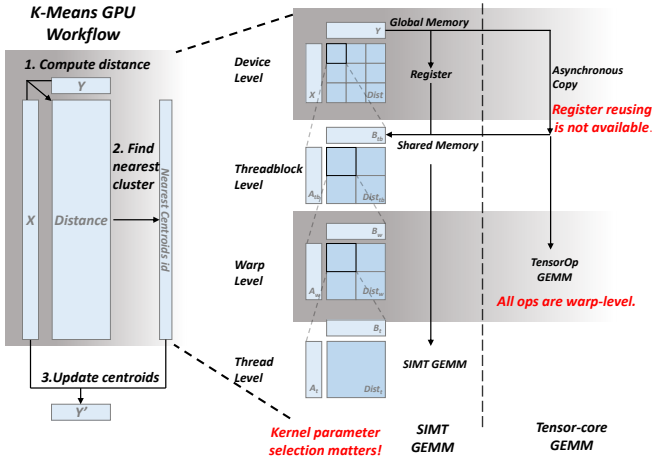 K-Means GPU
Workflow
1. Compute distance
Y
X
Distance
2. Find
nearest
cluster
Nearest Centroids id
3.Update centroids
Y'
Device
Level
Y
X
Dist
Global Memory
Register
Asynchronous
Copy
Register reusing
is not available.
Threadblock
Level
B_tb
A_tb
Dist_tb
Shared Memory
Warp
Level
B_w
A_w
Dist_w
TensorOp
GEMM
All ops are warp-level.
Thread
Level
B_t
A_t
Dist_t
SIMT GEMM
Kernel parameter
selection matters!
SIMT
GEMM
Tensor-core
GEMM